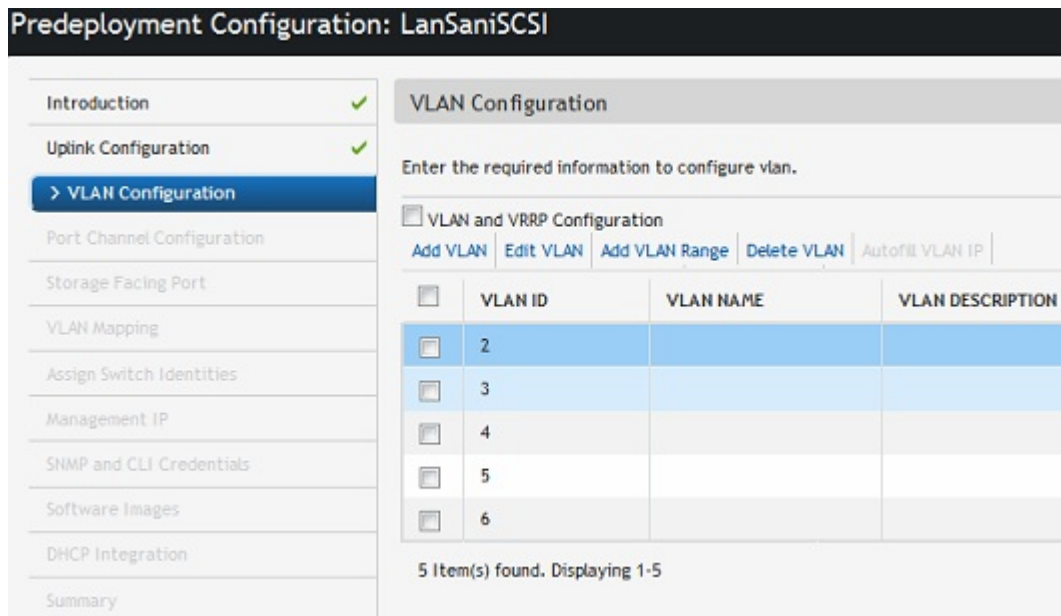 Predeployment Configuration: LanSaniSCSI
Introduction
Uplink Configuration
> VLAN Configuration
Port Channel Configuration
Storage Facing Port
VLAN Mapping
Assign Switch Identities
Management IP
SNMP and CLI Credentials
Software Images
DHCP Integration
Summary
VLAN Configuration
Enter the required information to configure vlan.
VLAN and VRRP Configuration
Add VLAN Edit VLAN Add VLAN Range Delete VLAN Autofill VLAN IP
VLAN ID VLAN NAME VLAN DESCRIPTION
2
3
4
5
6
5 Item(s) found. Displaying 1-5